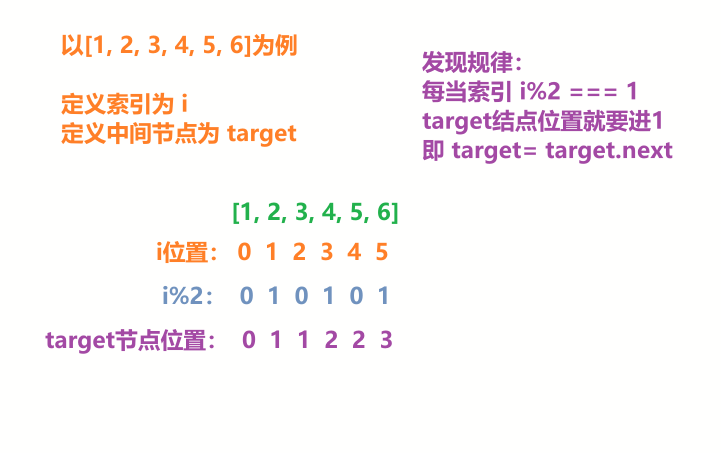 以[1, 2, 3, 4, 5, 6]为例
定义索引为 i
定义中间节点为 target
发现规律：
每当索引 i%2 === 1
target结点位置就要进1
即 target= target.next
[1, 2, 3, 4, 5, 6]
i位置： 0 1 2 3 4 5
i%2： 0 1 0 1 0 1
target节点位置： 0 1 1 2 2 3